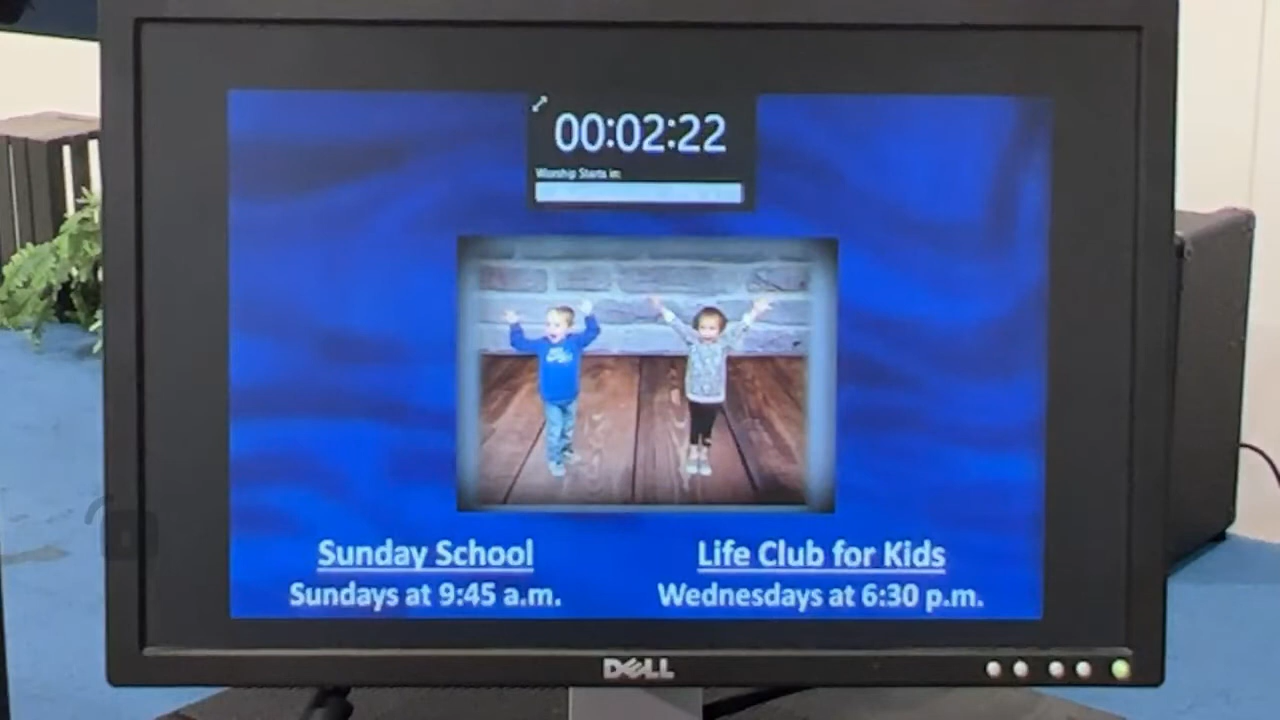 00:02:22
Worship Starts in:
Sunday School
Life Club for Kids
Sundays at 9:45 a.m.
Wednesdays at 6:30 p.m.
DELL